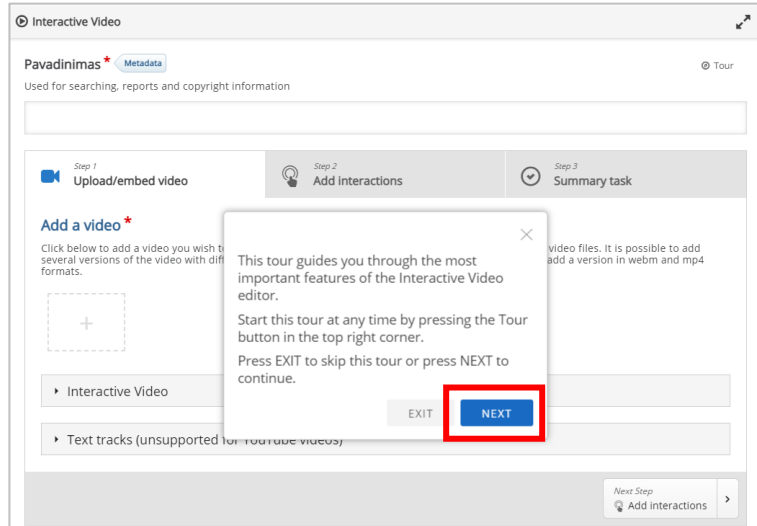 Interactive Video
Pavadinimas * Metadata
Tour
Used for searching, reports and copyright information
Step 1
Upload/embed video
Step 2
Add interactions
Step 3
Summary task
Add a video *
Click below to add a video you wish t video files. It is possible to add
several versions of the video with dif add a version in webm and mp4
formats.
This tour guides you through the most
important features of the Interactive Video
editor.
Start this tour at any time by pressing the Tour
button in the top right corner.
Press EXIT to skip this tour or press NEXT to
continue.
EXIT
NEXT
Interactive Video
Text tracks (unsupported for YouTube videos)
Next Step
Add interactions